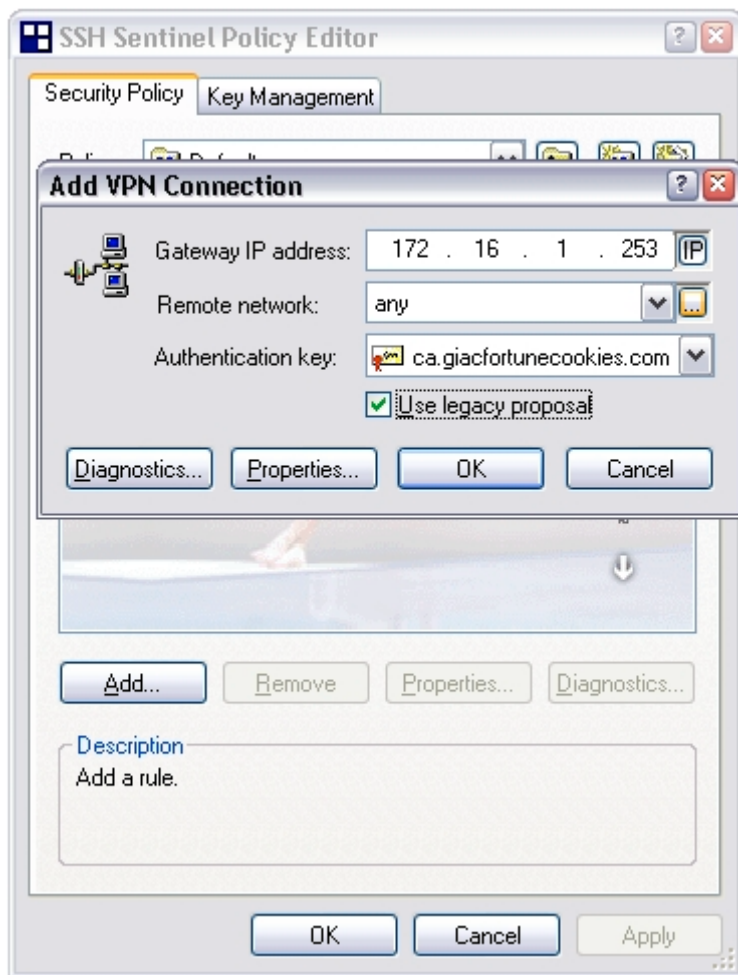 SSH Sentinel Policy Editor
Security Policy Key Management
Add VPN Connection
Gateway IP address: 172 . 16 . 1 . 253 IP
Remote network: any ...
Authentication key: ca.giacfortunecookies.com
Use legacy proposal
Diagnostics... Properties... OK Cancel
Add... Remove Properties... Diagnostics...
Description
Add a rule.
OK Cancel Apply